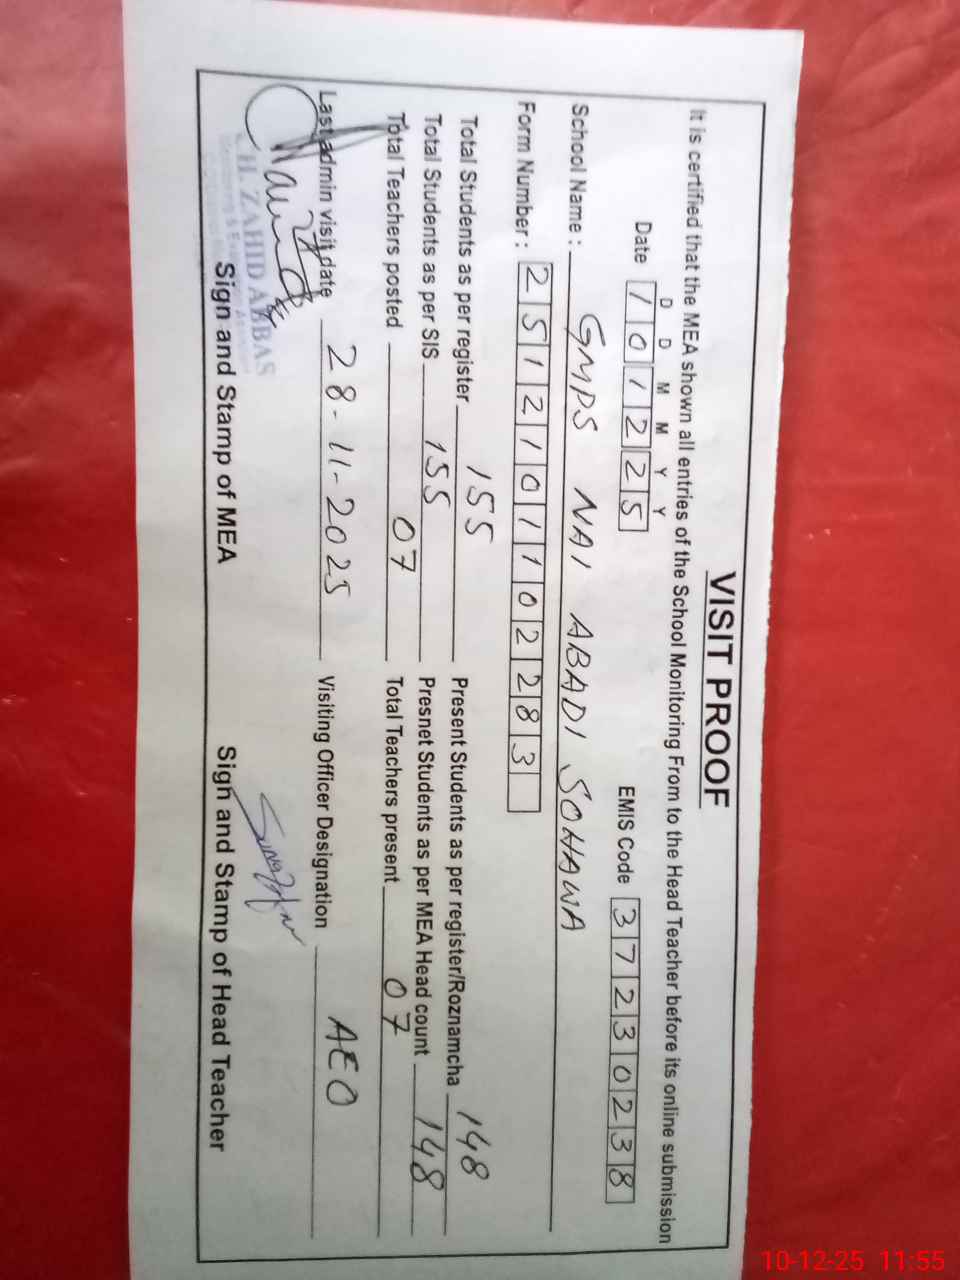 VISIT PROOF
It is certified that the MEA shown all entries of the School Monitoring From to the Head Teacher before its online submission
D D M M Y Y
Date 1 0 1 2 2 5 EMIS Code 3 7 2 3 0 2 3 8
School Name : GMPS NAI ABADI SOHAWA
Form Number : 2 5 1 2 1 0 1 1 0 2 2 8 3
Total Students as per register 155 Present Students as per register/Roznamcha 148
Total Students as per SIS 155 Presnet Students as per MEA Head count 148
Total Teachers posted 07 Total Teachers present 07
Last admin visit date 28-11-2025 Visiting Officer Designation AEO
H. ZAHID ABBAS
Sign and Stamp of MEA Sign and Stamp of Head Teacher
10-12-25 11:55